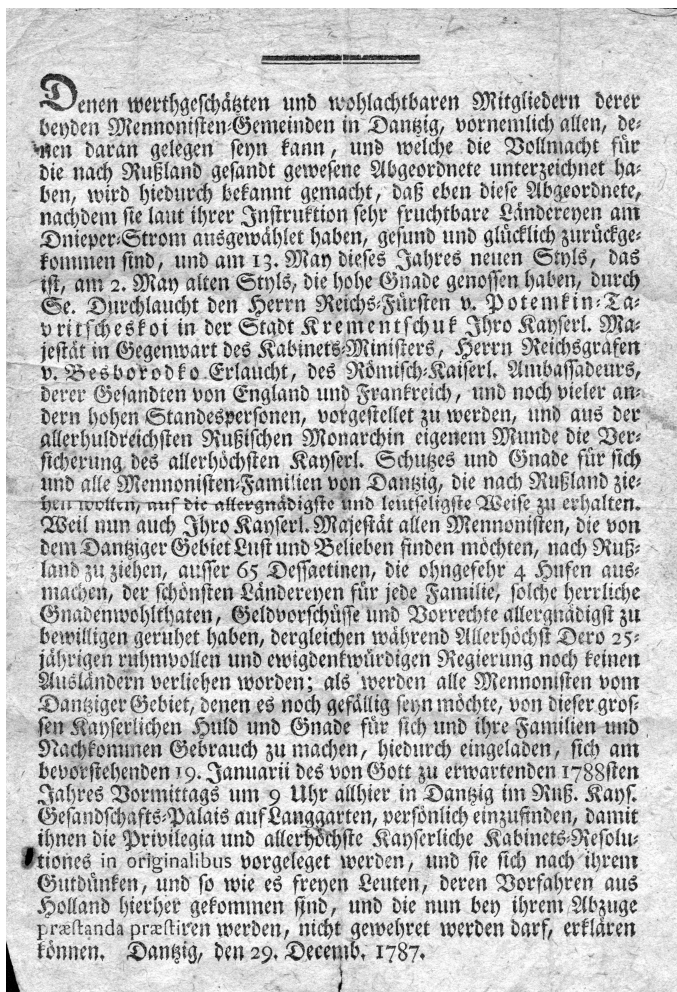 Denen werthgeschätzten und wohlachtbaren Mitgliedern derer
beyden Mennonisten-Gemeinden in Dantzig, vornemlich allen, de-
nen daran gelegen seyn kann, und welche die Vollmacht für
die nach Rußland gesandt gewesene Abgeordnete unterzeichnet ha-
ben, wird hiedurch bekannt gemacht, daß eben diese Abgeordnete,
nachdem sie laut ihrer Instruktion sehr fruchtbare Ländereyen am
Dnieper-Strom ausgewählet haben, gesund und glücklich zurückge-
kommen sind, und am 13. May dieses Jahres neuen Styls, das
ist, am 2. May alten Styls, die hohe Gnade genossen haben, durch
Se. Durchlaucht den Herrn Reichs-Fürsten v. Potemkin-Ta-
vritscheskoi in der Stadt Krementschuk Ihro Kayserl. Ma-
jestät in Gegenwart des Kabinets-Ministers, Herrn Reichsgrafen
v. Besborodko Erlaucht, des Römisch-Kaiserl. Ambassadeurs,
derer Gesandten von England und Frankreich, und noch vieler an-
dern hohen Standespersonen, vorgestellet zu werden, und aus der
allerhuldreichsten Rußischen Monarchin eigenem Munde die Ver-
sicherung des allerhöchsten Kayserl. Schutzes und Gnade für sich
und alle Mennonisten-Familien von Dantzig, die nach Rußland zie-
hen wollen, auf die allergnädigste und leutseligste Weise zu erhalten.
Weil nun auch Ihro Kayserl. Majestät allen Mennonisten, die von
dem Dantziger Gebiet Lust und Belieben finden möchten, nach Ruß-
land zu ziehen, ausser 65 Dessaetinen, die ohngefehr 4 Hufen aus-
machen, der schönsten Ländereyen für jede Familie, solche herrliche
Gnadenwohlthaten, Geldvorschüsse und Vorrechte allergnädigst zu
bewilligen geruhet haben, dergleichen während Allerhöchst Dero 25-
jährigen ruhmvollen und ewigdenkwürdigen Regierung noch keinen
Ausländern verliehen worden; als werden alle Mennonisten vom
Dantziger Gebiet, denen es noch gefällig seyn möchte, von dieser gros-
sen Kayserlichen Huld und Gnade für sich und ihre Familien und
Nachkommen Gebrauch zu machen, hiedurch eingeladen, sich am
bevorstehenden 19. Januarii des von Gott zu erwartenden 1788sten
Jahres Vormittags um 9 Uhr allhier in Dantzig im Ruß. Kays.
Gesandschafts-Palais auf Langgarten, persönlich einzufinden, damit
ihnen die Privilegia und allerhöchste Kayserliche Kabinets-Resolu-
tiones in originalibus vorgeleget werden, und sie sich nach ihrem
Gutdünken, und so wie es freyen Leuten, deren Vorfahren aus
Holland hierher gekommen sind, und die nun bey ihrem Abzuge
præstanda præstiren werden, nicht gewehret werden darf, erklären
können. Dantzig, den 29. Decemb. 1787.